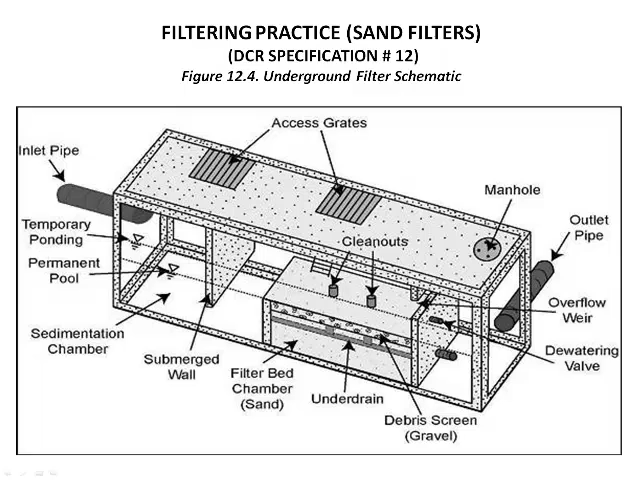 FILTERING PRACTICE (SAND FILTERS)
(DCR SPECIFICATION # 12)
Figure 12.4. Underground Filter Schematic
Access Grates
Inlet Pipe
Manhole
Outlet
Pipe
Temporary
Ponding
Cleanouts
Permanent
Pool
Overflow
Weir
Sedimentation
Chamber
Submerged
Wall
Filter Bed
Chamber
(Sand)
Underdrain
Debris Screen
(Gravel)
Dewatering
Valve